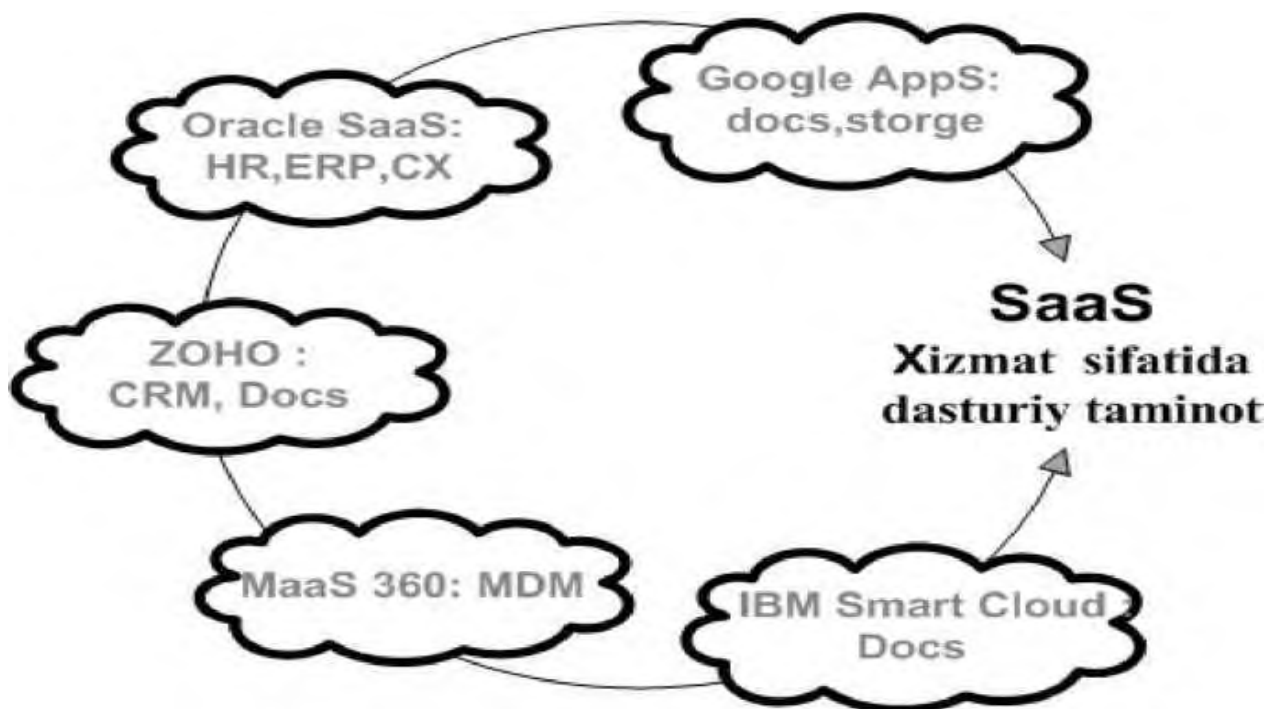 Google AppS:
docs,storge
Oracle SaaS:
HR,ERP,CX
SaaS
Xizmat sifatida
dasturiy taminot
ZOHO :
CRM, Docs
MaaS 360: MDM
IBM Smart Cloud :
Docs